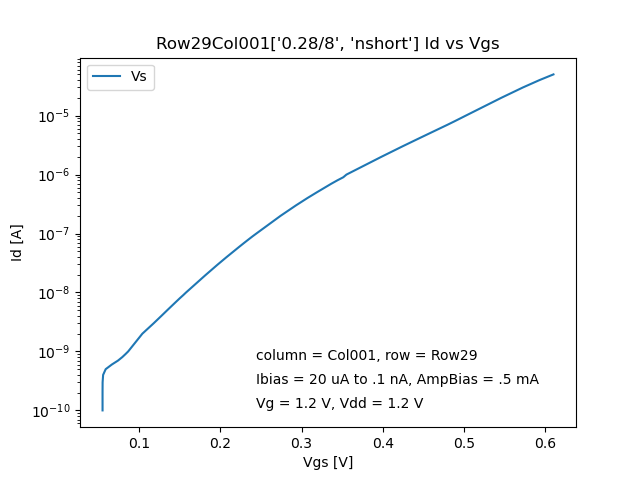 Row29Col001['0.28/8', 'nshort'] Id vs Vgs
Vs
Id [A]
10⁻⁵
10⁻⁶
10⁻⁷
10⁻⁸
10⁻⁹
10⁻¹⁰
column = Col001, row = Row29
Ibias = 20 uA to .1 nA, AmpBias = .5 mA
Vg = 1.2 V, Vdd = 1.2 V
0.1 0.2 0.3 0.4 0.5 0.6
Vgs [V]